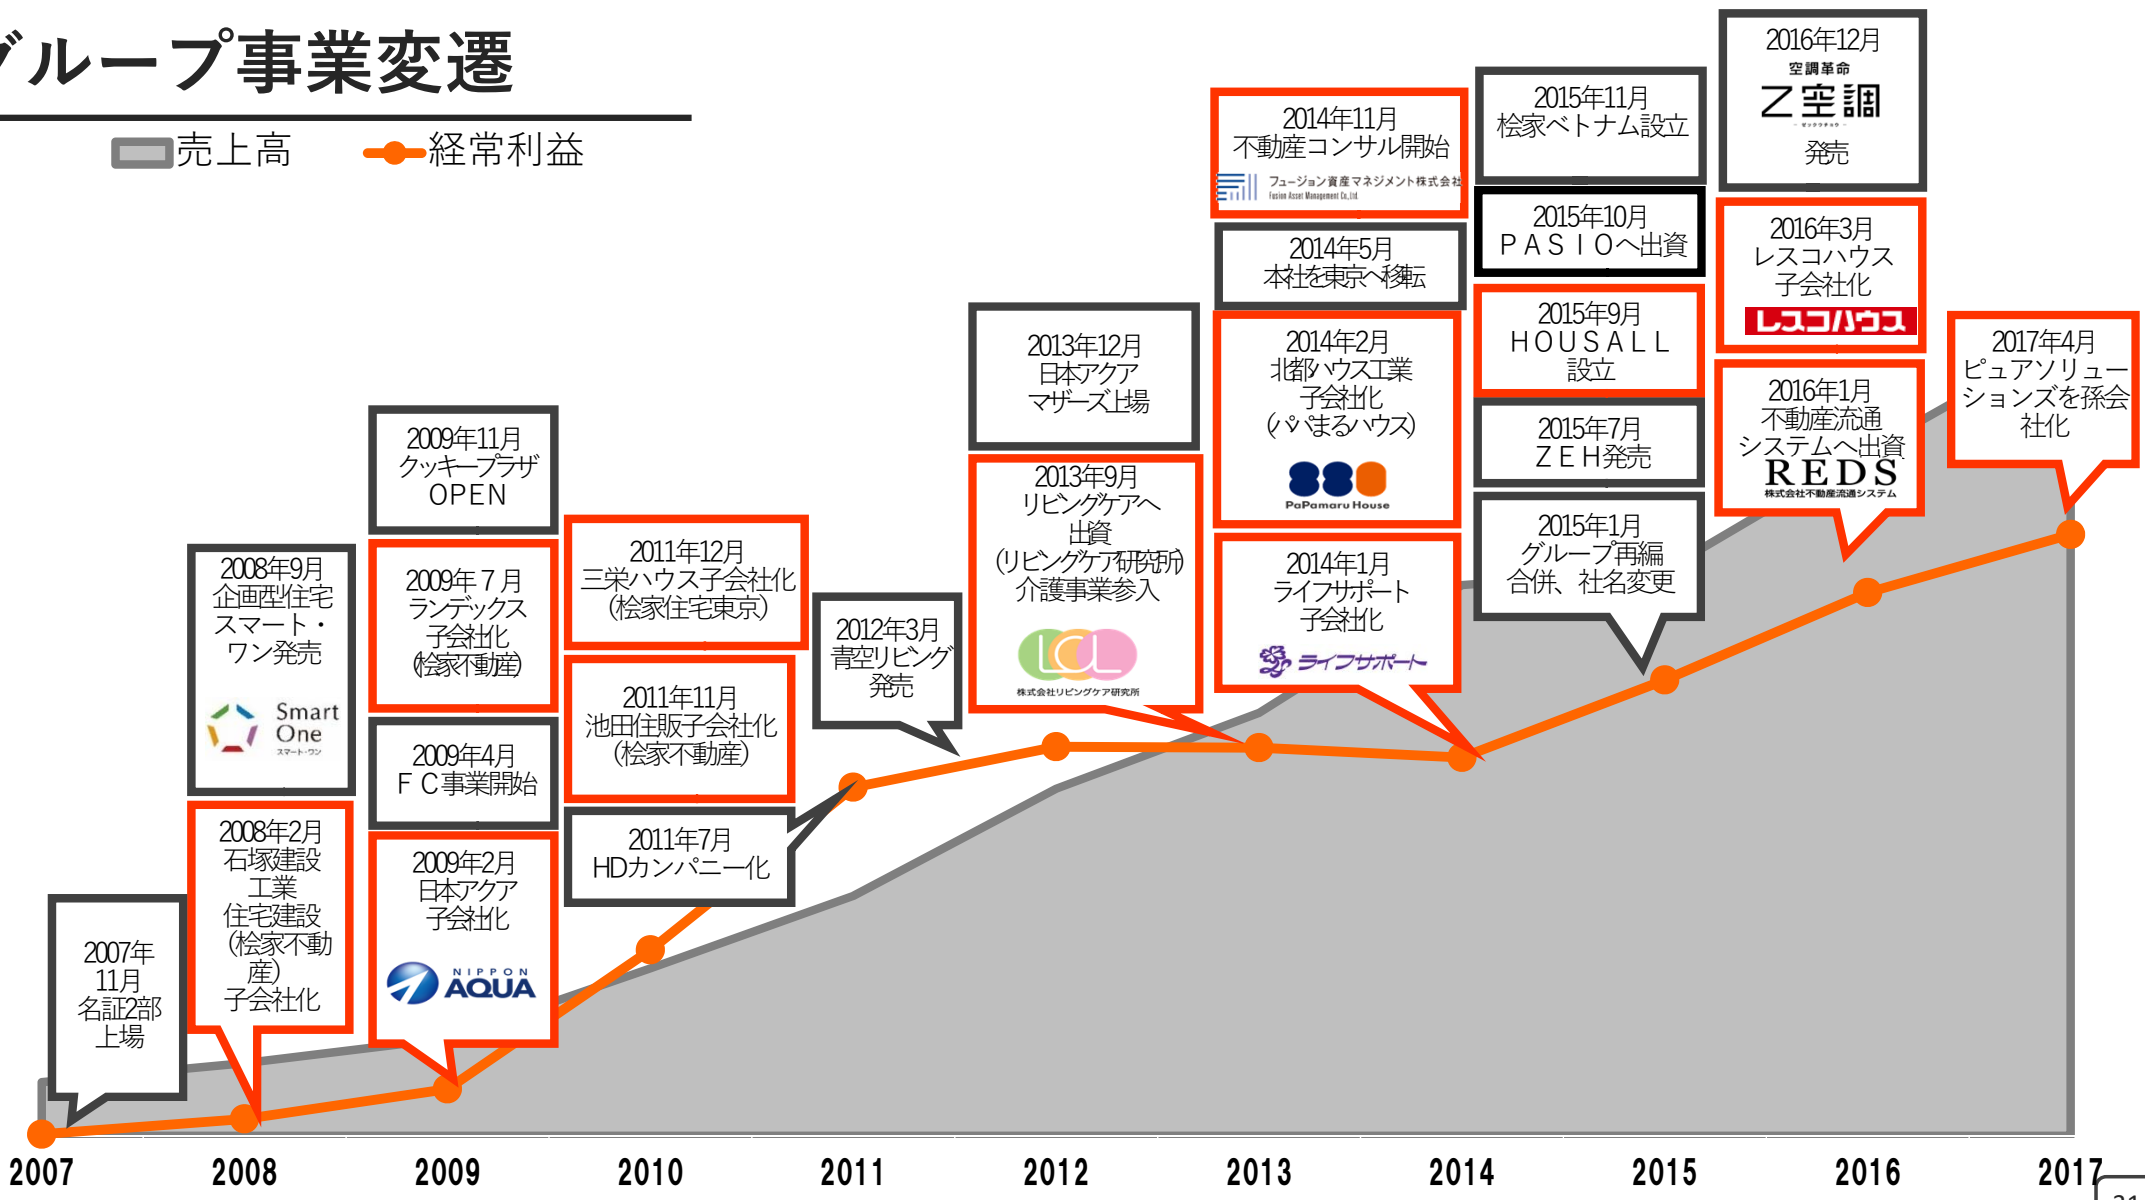 グループ事業変遷
売上高
経常利益
2007年
11月
名証2部
上場
2008年9月
企画型住宅
スマート・
ワン発売
Smart
One
スマート・ワン
2008年2月
石塚建設
工業
住宅建設
(桧家不動
産)
子会社化
2009年11月
クッキープラザ
OPEN
2009年７月
ランデックス
子会社化
(桧家不動産)
2009年4月
ＦＣ事業開始
2009年2月
日本アクア
子会社化
NIPPON
AQUA
2011年12月
三栄ハウス子会社化
(桧家住宅東京)
2011年11月
池田住販子会社化
(桧家不動産)
2011年7月
HDカンパニー化
2012年3月
青空リビング
発売
2013年12月
日本アクア
マザーズ上場
2013年9月
リビングケアへ
出資
(リビングケア研究所)
介護事業参入
LCL
株式会社リビングケア研究所
2014年11月
不動産コンサル開始
フュージョン資産マネジメント株式会社
Fusion Asset Management Co.,Ltd.
2014年5月
本社を東京へ移転
2014年2月
北都ハウス工業
子会社化
(パパまるハウス)
PaPamaru House
2014年1月
ライフサポート
子会社化
ライフサポート
2015年11月
桧家ベトナム設立
2015年10月
ＰＡＳＩＯへ出資
2015年9月
ＨＯＵＳＡＬＬ
設立
2015年7月
ＺＥＨ発売
2015年1月
グループ再編
合併、社名変更
2016年12月
空調革命
Z空調
- ゼックウチョウ -
発売
2016年3月
レスコハウス
子会社化
レスコハウス
2016年1月
不動産流通
システムへ出資
REDS
株式会社不動産流通システム
2017年4月
ピュアソリュー
ションズを孫会
社化
2007
2008
2009
2010
2011
2012
2013
2014
2015
2016
2017